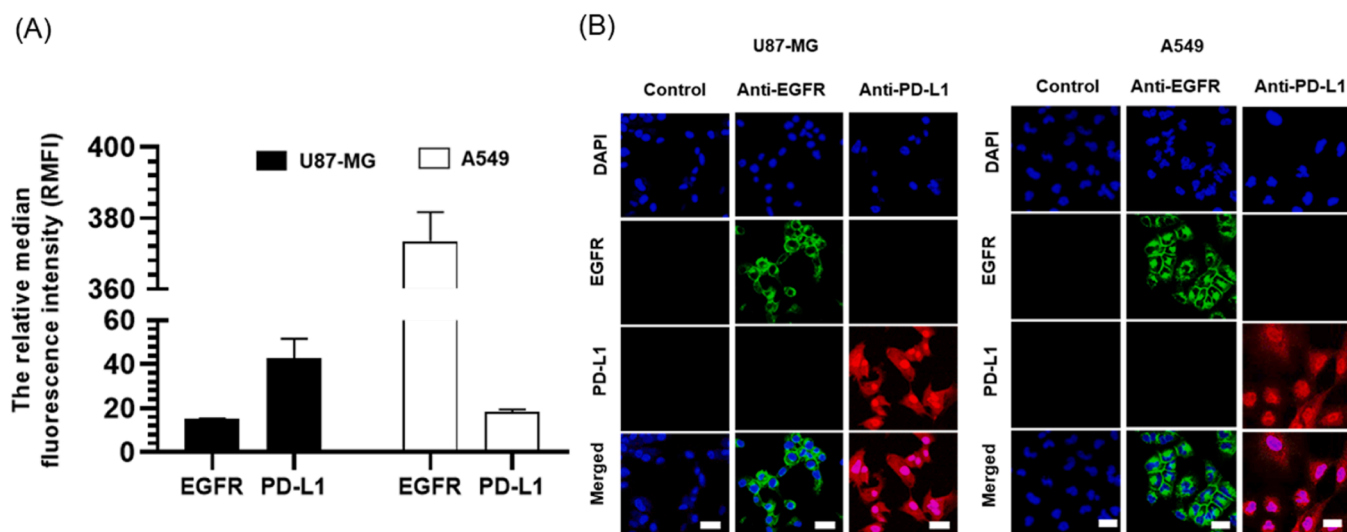 (A)
The relative median
fluorescence intensity (RMFI)
400
380
360
60
40
20
0
U87-MG
A549
EGFR PD-L1 EGFR PD-L1
(B)
U87-MG
Control Anti-EGFR Anti-PD-L1
DAPI
EGFR
PD-L1
Merged
A549
Control Anti-EGFR Anti-PD-L1
DAPI
EGFR
PD-L1
Merged